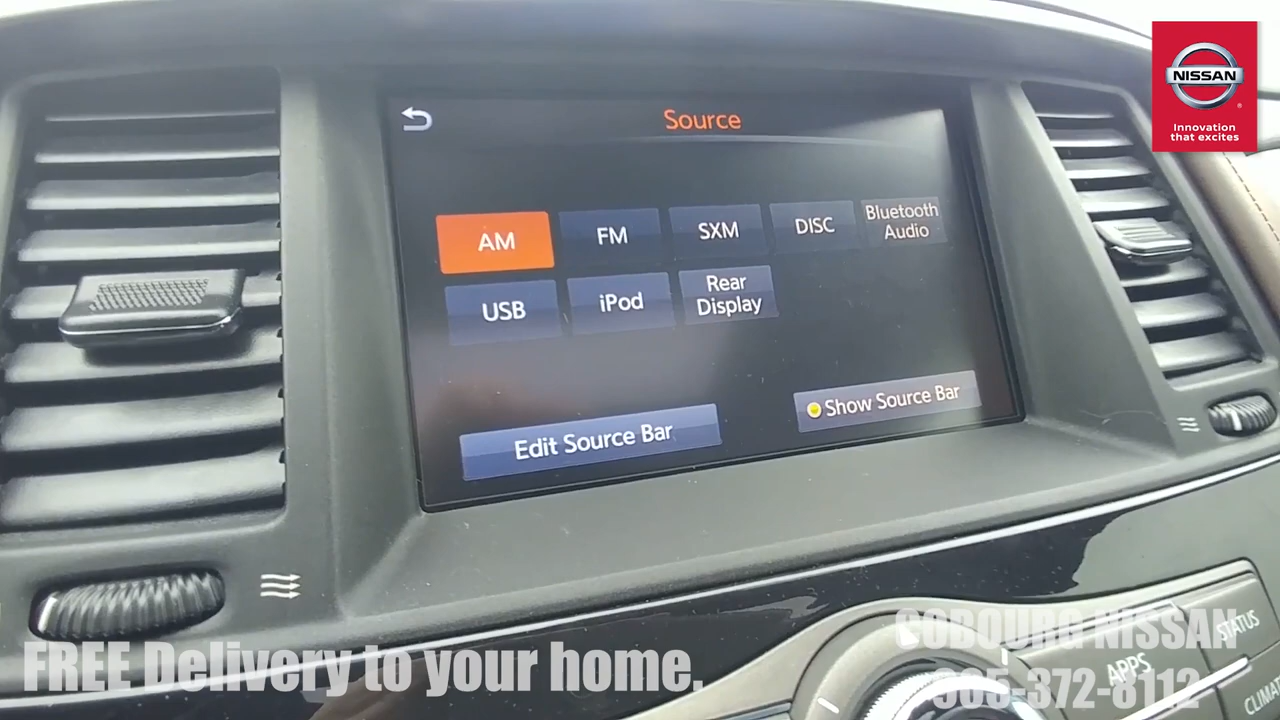 NISSAN
Innovation
that excites
Source
AM
FM
SXM
DISC
Bluetooth
Audio
USB
iPod
Rear
Display
Edit Source Bar
Show Source Bar
STATUS
APPS
CLIMAT
COBOURG NISSAN
905-372-8112
FREE Delivery to your home.